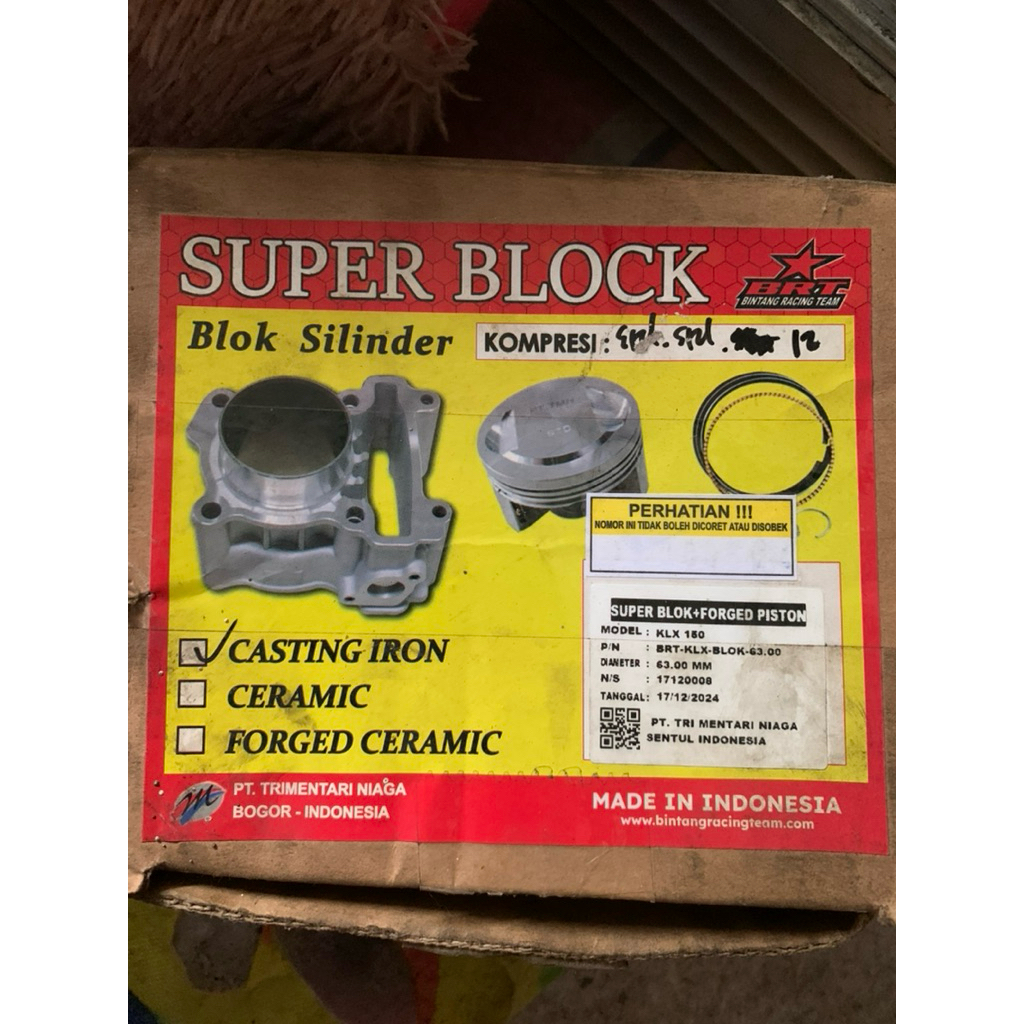 SUPER BLOCK
BRT
BINTANG RACING TEAM
Blok Silinder
KOMPRESI : 12
PERHATIAN !!!
NOMOR INI TIDAK BOLEH DICORET ATAU DISOBEK
SUPER BLOK+FORGED PISTON
MODEL : KLX 150
P/N : BRT-KLX-BLOK-63.00
DIANETER : 63.00 MM
N/S : 17120008
TANGGAL : 17/12/2024
PT. TRI MENTARI NIAGA
SENTUL INDONESIA
CASTING IRON
CERAMIC
FORGED CERAMIC
PT. TRIMENTARI NIAGA
BOGOR - INDONESIA
MADE IN INDONESIA
www.bintangracingteam.com